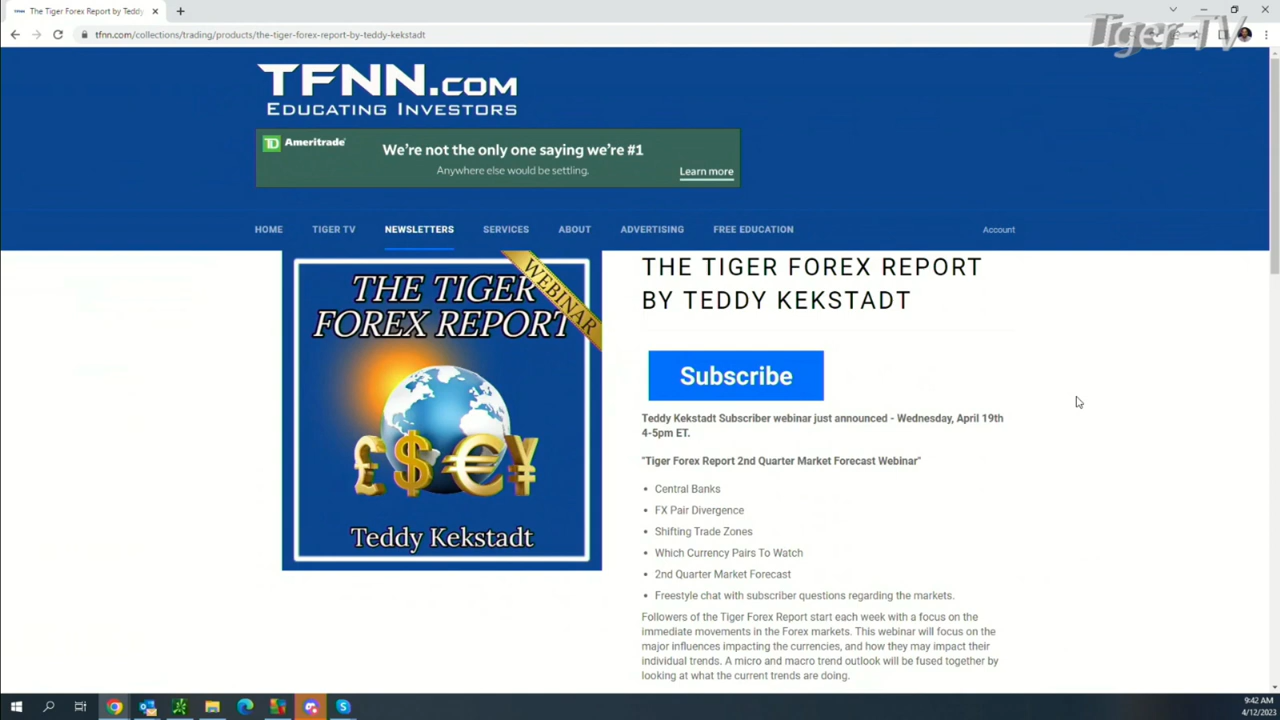 The Tiger Forex Report by Teddy
Tiger TV
tfnn.com/collections/trading/products/the-tiger-forex-report-by-teddy-kekstadt
TFNN.COM
EDUCATING INVESTORS
TD Ameritrade
We're not the only one saying we're #1
Anywhere else would be settling.
Learn more
HOME TIGER TV NEWSLETTERS SERVICES ABOUT ADVERTISING FREE EDUCATION Account
THE TIGER
FOREX REPORT
WEBINAR
£$€¥
Teddy Kekstadt
THE TIGER FOREX REPORT
BY TEDDY KEKSTADT
Subscribe
Teddy Kekstadt Subscriber webinar just announced - Wednesday, April 19th
4-5pm ET.
"Tiger Forex Report 2nd Quarter Market Forecast Webinar"
• Central Banks
• FX Pair Divergence
• Shifting Trade Zones
• Which Currency Pairs To Watch
• 2nd Quarter Market Forecast
• Freestyle chat with subscriber questions regarding the markets.
Followers of the Tiger Forex Report start each week with a focus on the
immediate movements in the Forex markets. This webinar will focus on the
major influences impacting the currencies, and how they may impact their
individual trends. A micro and macro trend outlook will be fused together by
looking at what the current trends are doing.
9:42 AM
4/12/2023